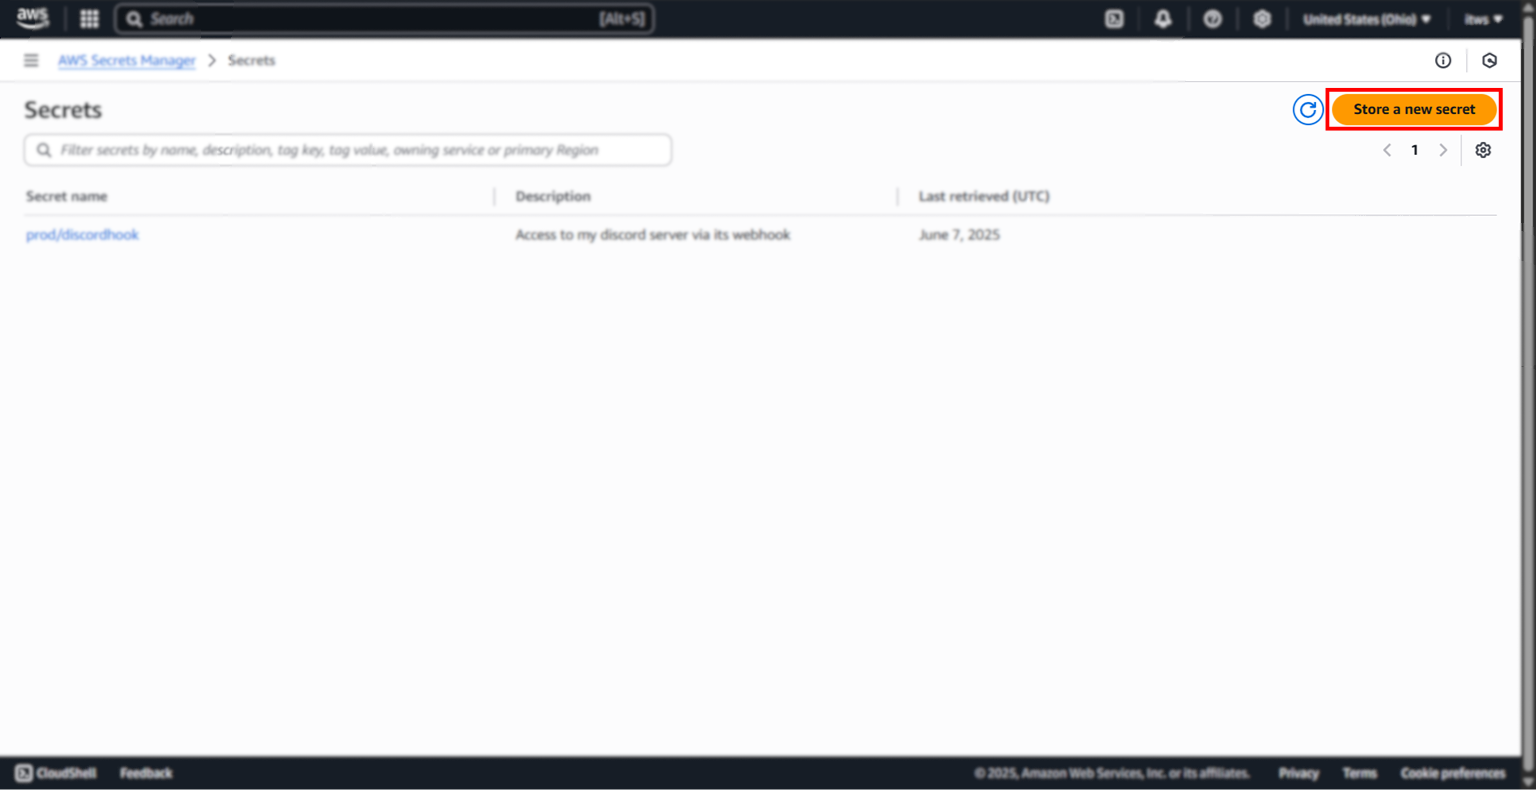 aws Search [Alt+S] United States (Ohio) itws
AWS Secrets Manager Secrets
Secrets
Store a new secret
Filter secrets by name, description, tag key, tag value, owning service or primary Region
1
Secret name Description Last retrieved (UTC)
prod/discordhook Access to my discord server via its webhook June 7, 2025
CloudShell Feedback © 2025, Amazon Web Services, Inc. or its affiliates. Privacy Terms Cookie preferences